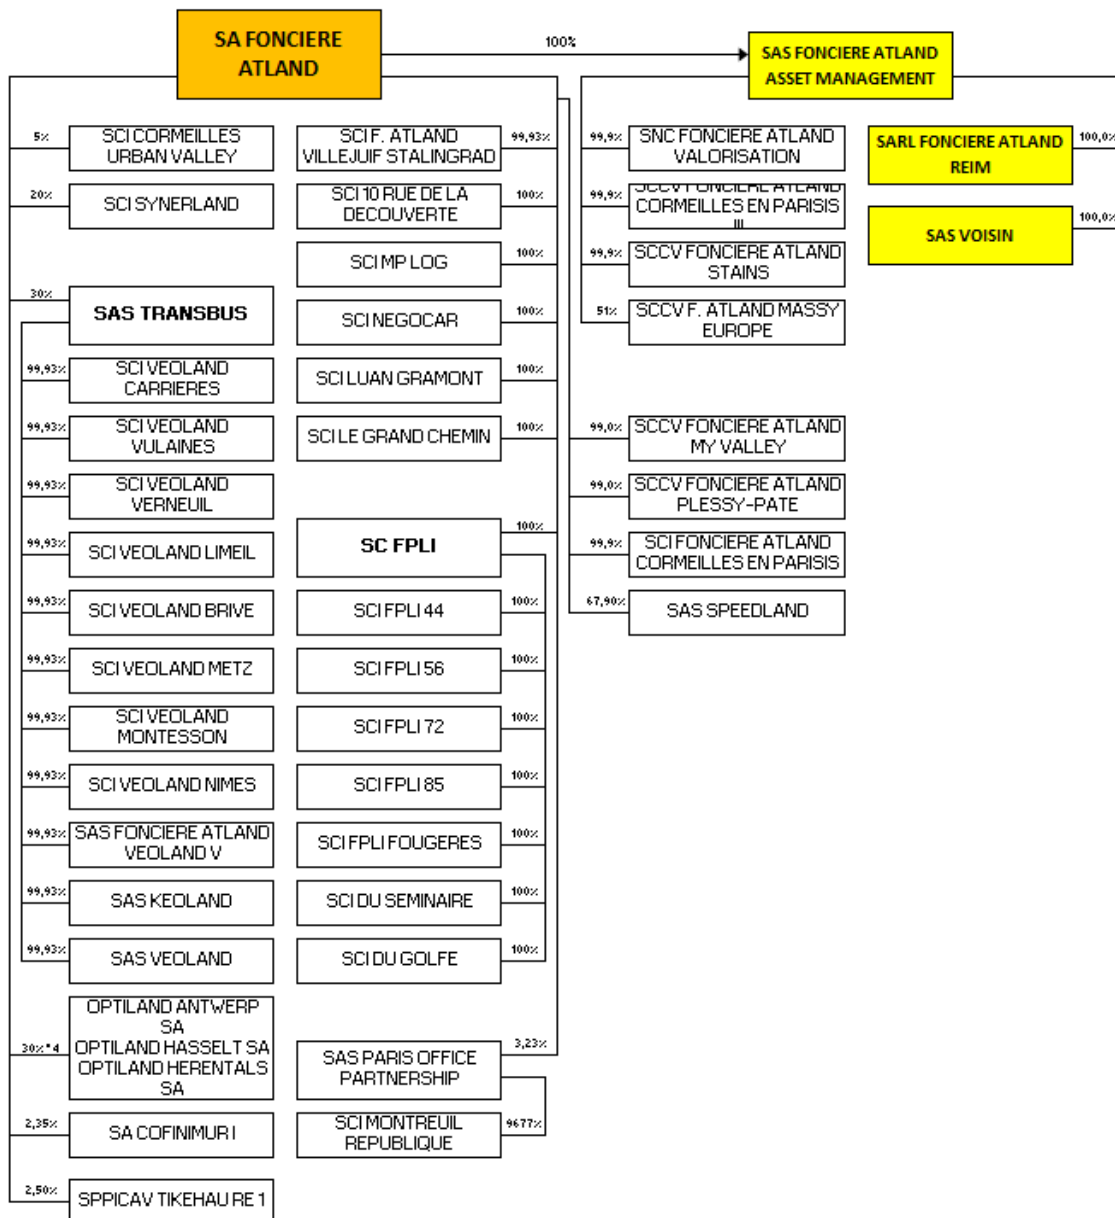 SA FONCIERE
ATLAND
100%
SAS FONCIERE ATLAND
ASSET MANAGEMENT
5%
SCI CORMEILLES
URBAN VALLEY
20%
SCI SYNERLAND
30%
SAS TRANSBUS
99,93%
SCI VEOLAND
CARRIERES
99,93%
SCI VEOLAND
VULAINES
99,93%
SCI VEOLAND
VERNEUIL
99,93%
SCI VEOLAND LIMEIL
99,93%
SCI VEOLAND BRIVE
99,93%
SCI VEOLAND METZ
99,93%
SCI VEOLAND
MONTESSON
99,93%
SCI VEOLAND NIMES
99,93%
SAS FONCIERE ATLAND
VEOLAND V
99,93%
SAS KEOLAND
99,93%
SAS VEOLAND
30%*4
OPTILAND ANTWERP
SA
OPTILAND HASSELT SA
OPTILAND HERENTALS
SA
2,35%
SA COFINIMUR I
2,50%
SPPICAV TIKEHAU RE 1
SCI F. ATLAND
VILLEJUIF STALINGRAD
99,93%
SCI 10 RUE DE LA
DECOUVERTE
100%
SCI MP LOG
100%
SCI NEGOCAR
100%
SCI LUAN GRAMONT
100%
SCI LE GRAND CHEMIN
100%
SC FPLI
100%
SCI FPLI 44
100%
SCI FPLI 56
100%
SCI FPLI 72
100%
SCI FPLI 85
100%
SCI FPLI FOUGERES
100%
SCI DU SEMINAIRE
100%
SCI DU GOLFE
100%
SAS PARIS OFFICE
PARTNERSHIP
3,23%
SCI MONTREUIL
REPUBLIQUE
9677%
99,9%
SNC FONCIERE ATLAND
VALORISATION
99,9%
SCCV FONCIERE ATLAND
CORMEILLES EN PARISIS
III
99,9%
SCCV FONCIERE ATLAND
STAINS
51%
SCCV F. ATLAND MASSY
EUROPE
99,0%
SCCV FONCIERE ATLAND
MY VALLEY
99,0%
SCCV FONCIERE ATLAND
PLESSY-PATE
99,9%
SCI FONCIERE ATLAND
CORMEILLES EN PARISIS
67,90%
SAS SPEEDLAND
SARL FONCIERE ATLAND
REIM
100,0%
SAS VOISIN
100,0%